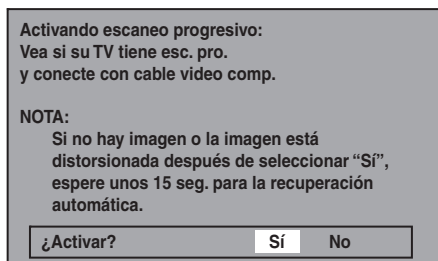 Activando escaneo progresivo:
Vea si su TV tiene esc. pro.
y conecte con cable video comp.
NOTA:
Si no hay imagen o la imagen está
distorsionada después de seleccionar “Sí”,
espere unos 15 seg. para la recuperación
automática.
¿Activar? Sí No